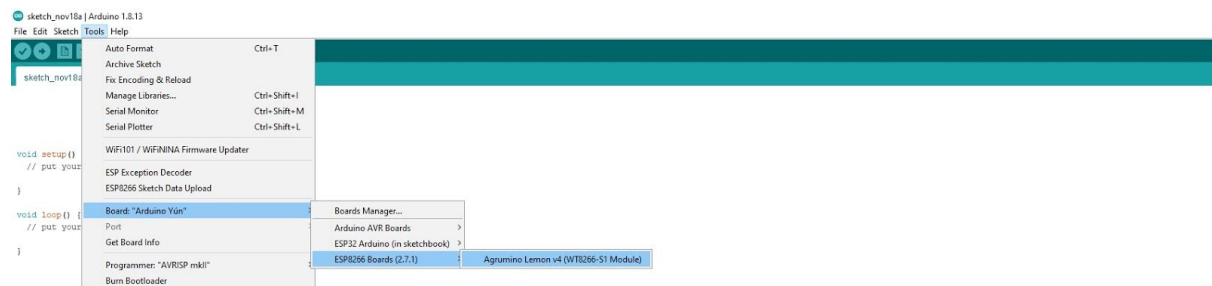 sketch_nov18a | Arduino 1.8.13
File Edit Sketch Tools Help
sketch_nov18a
Auto Format Ctrl+T
Archive Sketch
Fix Encoding & Reload
Manage Libraries... Ctrl+Shift+I
Serial Monitor Ctrl+Shift+M
Serial Plotter Ctrl+Shift+L
WiFi101 / WiFiNINA Firmware Updater
void setup()
// put your
ESP Exception Decoder
ESP8266 Sketch Data Upload
}
Board: "Arduino Yún"
Boards Manager...
void loop() {
// put your
Port
Arduino AVR Boards
Get Board Info
ESP32 Arduino (in sketchbook)
}
ESP8266 Boards (2.7.1)
Agrumino Lemon v4 (WT8266-S1 Module)
Programmer: "AVRISP mkII"
Burn Bootloader